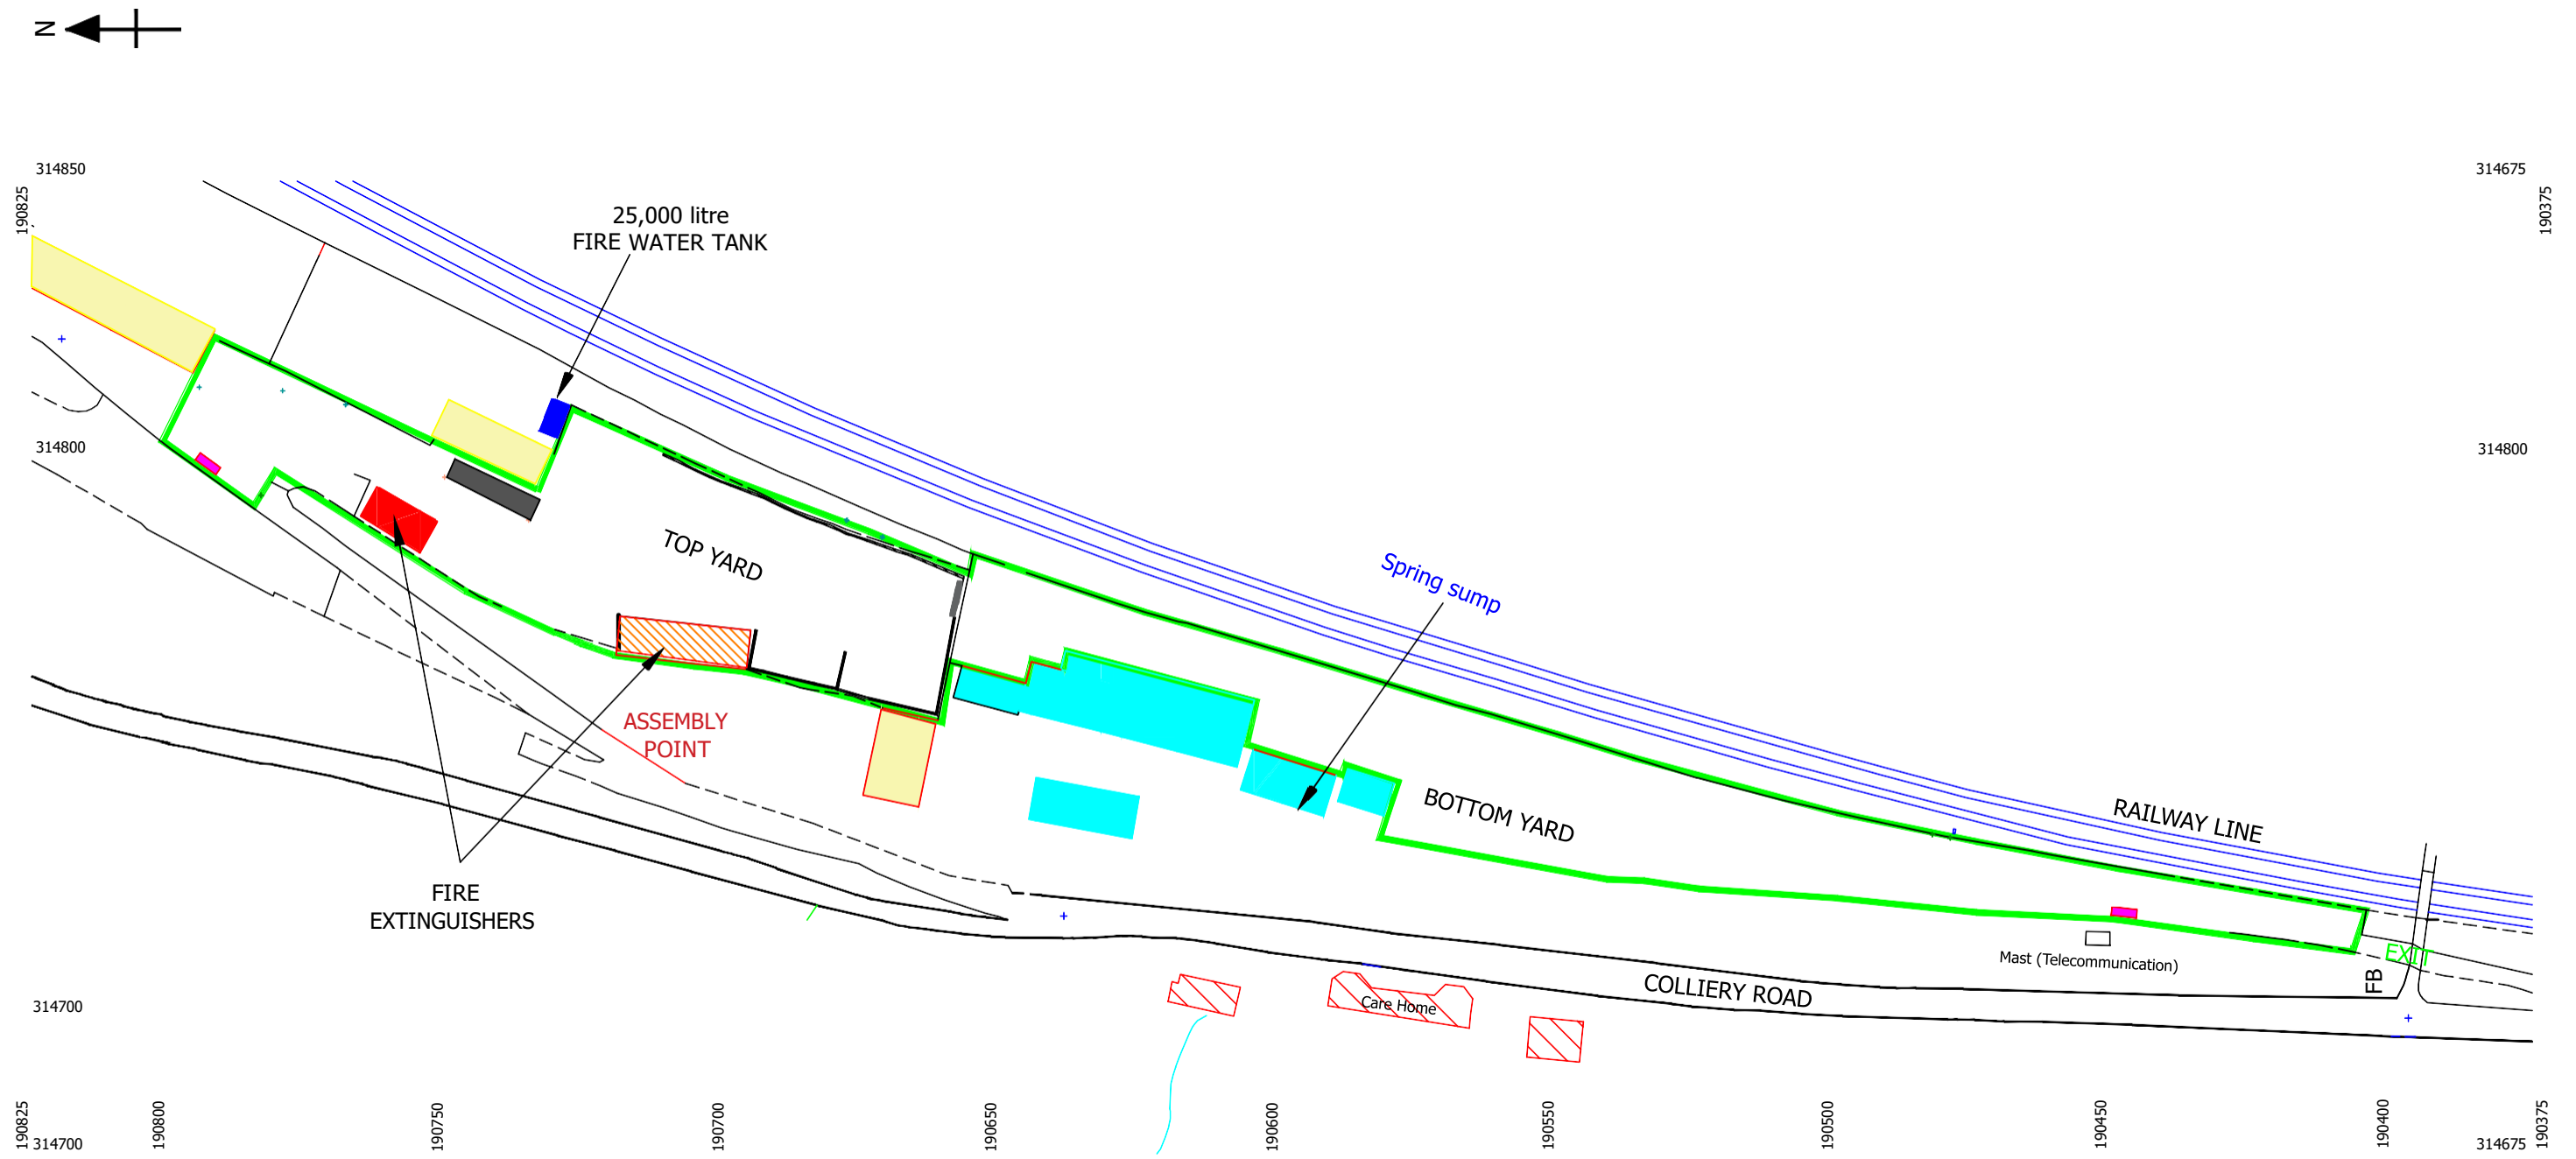 N
314850
314675
190825
190375
25,000 litre
FIRE WATER TANK
314800
314800
TOP YARD
Spring sump
ASSEMBLY
POINT
BOTTOM YARD
RAILWAY LINE
FIRE
EXTINGUISHERS
EXIT
Mast (Telecommunication)
FB
COLLIERY ROAD
Care Home
314700
314700
190825
190800
190750
190700
190650
190600
190550
190500
190450
190400
190375
314700
314675